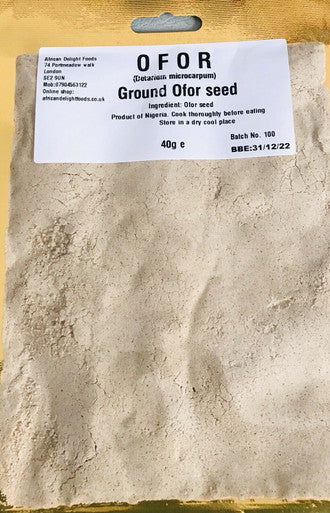 African Delight Foods
74 Portmeadow walk
London
SE2 9UN
Mob:07904563122
Online shop:
africandelightfoods.co.uk
OFOR
(Detarium microcarpum)
Ground Ofor seed
Ingredient: Ofor seed
Product of Nigeria. Cook thoroughly before eating
Store in a dry cool place
40g e
Batch No. 100
BBE:31/12/22